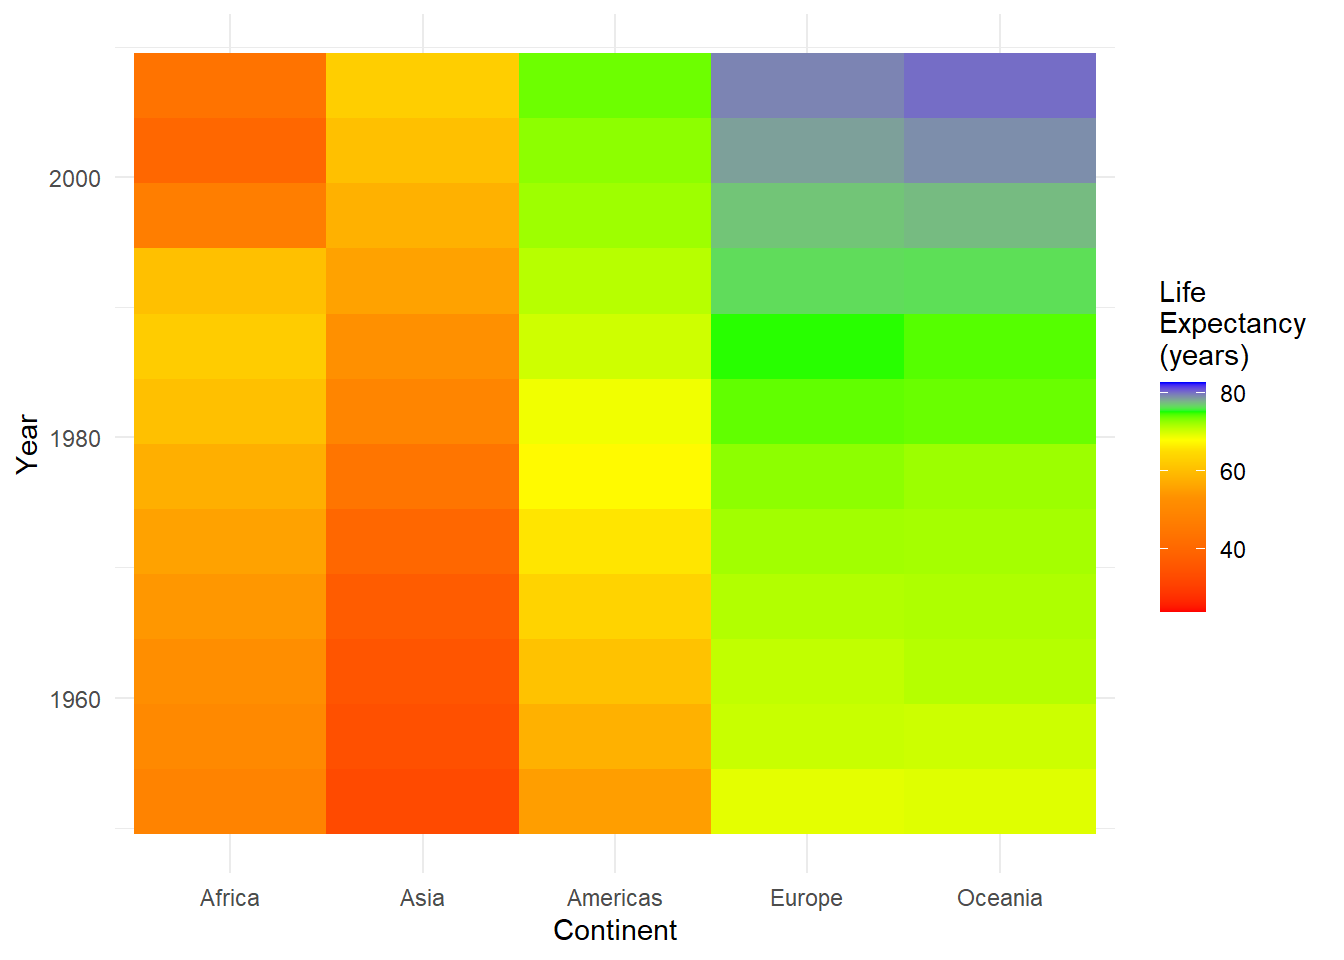 2000
1980
1960
Year
Africa
Asia
Americas
Europe
Oceania
Continent
Life
Expectancy
(years)
80
60
40